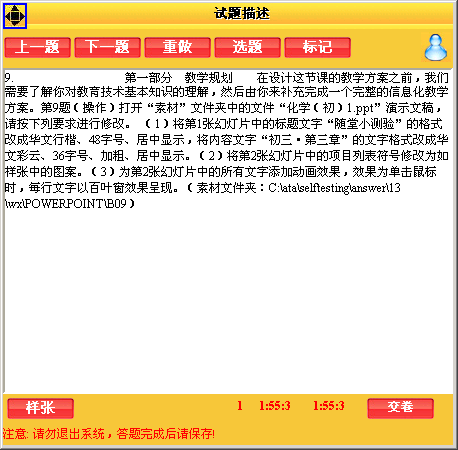 试题描述
上一题 下一题 重做 选题 标记
9. 第一部分 教学规划 在设计这节课的教学方案之前，我们
需要了解你对教育技术基本知识的理解，然后由你来补充完成一个完整的信息化教学
方案。第9题（操作）打开“素材”文件夹中的文件“化学（初）1.ppt”演示文稿，
请按下列要求进行修改。（1）将第1张幻灯片中的标题文字“随堂小测验”的格式
改成华文行楷、48字号、居中显示，将内容文字“初三·第三章”的文字格式改成华
文彩云、36字号、加粗、居中显示。（2）将第2张幻灯片中的项目列表符号修改为如
样张中的图案。（3）为第2张幻灯片中的所有文字添加动画效果，效果为单击鼠标
时，每行文字以百叶窗效果呈现。（素材文件夹：C:\ata\selftesting\answer\13
\wx\POWERPOINT\B09）
样张 1 1:55:3 1:55:3 交卷
注意: 请勿退出系统，答题完成后请保存!